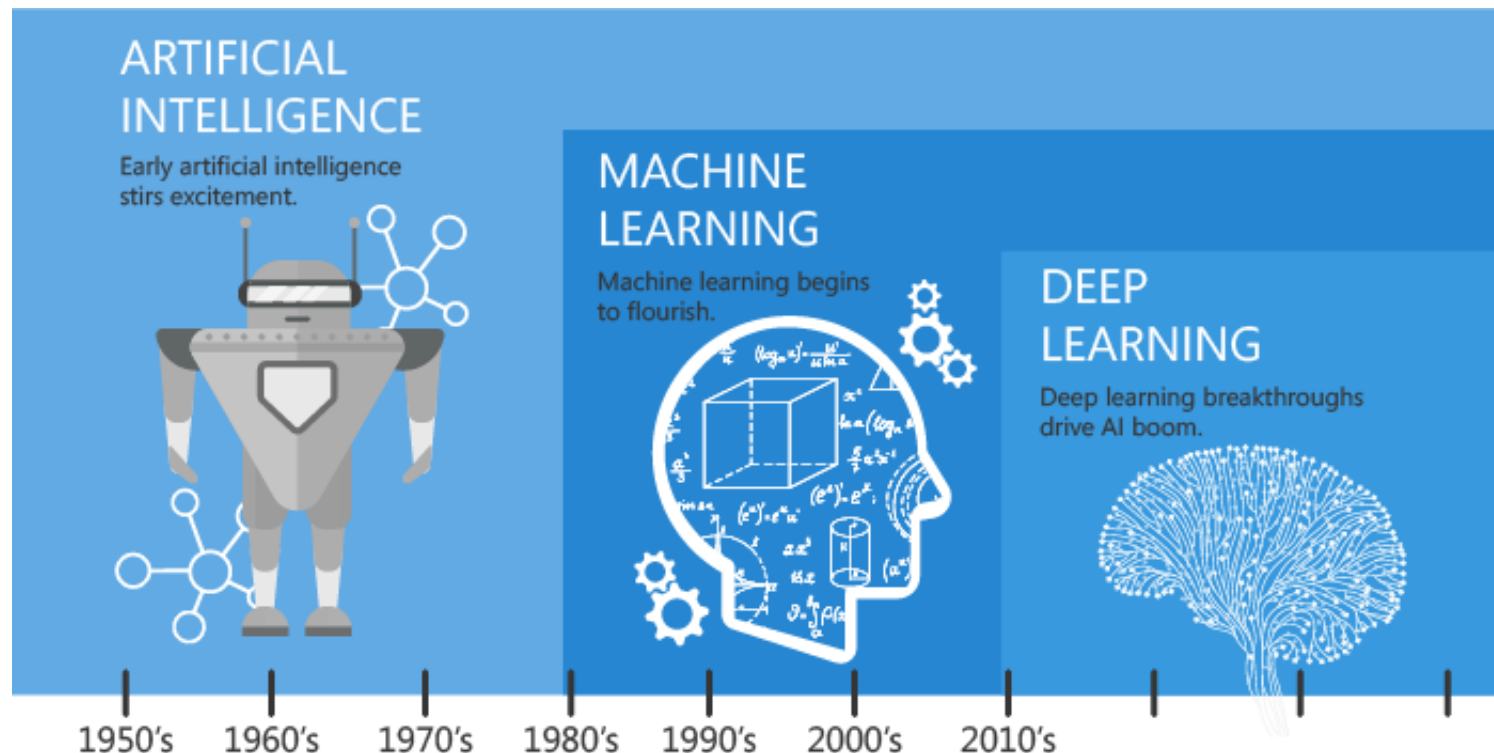 ARTIFICIAL
INTELLIGENCE
Early artificial intelligence
stirs excitement.
MACHINE
LEARNING
Machine learning begins
to flourish.
DEEP
LEARNING
Deep learning breakthroughs
drive AI boom.
1950's 1960's 1970's 1980's 1990's 2000's 2010's